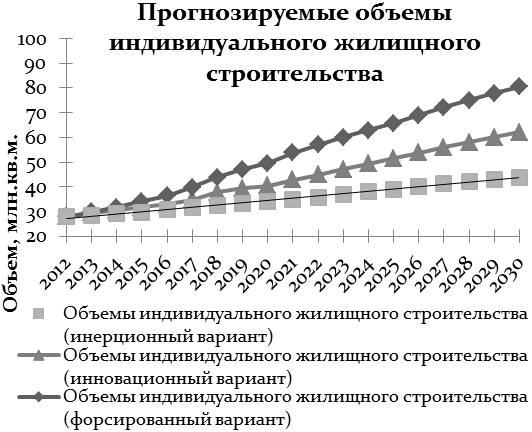 Прогнозируемые объемы
индивидуального жилищного
строительства
Объем, млн.кв.м.
100
90
80
70
60
50
40
30
20
2012 2013 2014 2015 2016 2017 2018 2019 2020 2021 2022 2023 2024 2025 2026 2027 2028 2029 2030
Объемы индивидуального жилищного строительства
(инерционный вариант)
Объемы индивидуального жилищного строительства
(инновационный вариант)
Объемы индивидуального жилищного строительства
(форсированный вариант)